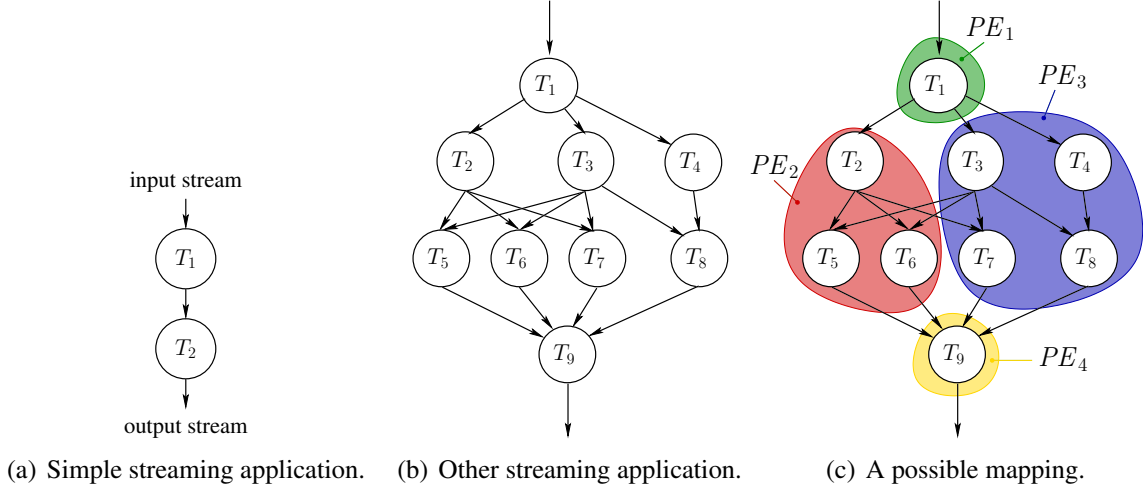 input stream
T1
T2
output stream
(a) Simple streaming application.
T1
T2 T3 T4
T5 T6 T7 T8
T9
(b) Other streaming application.
PE1
T1
PE3
T2 T3 T4
PE2
T5 T6 T7 T8
T9
PE4
(c) A possible mapping.